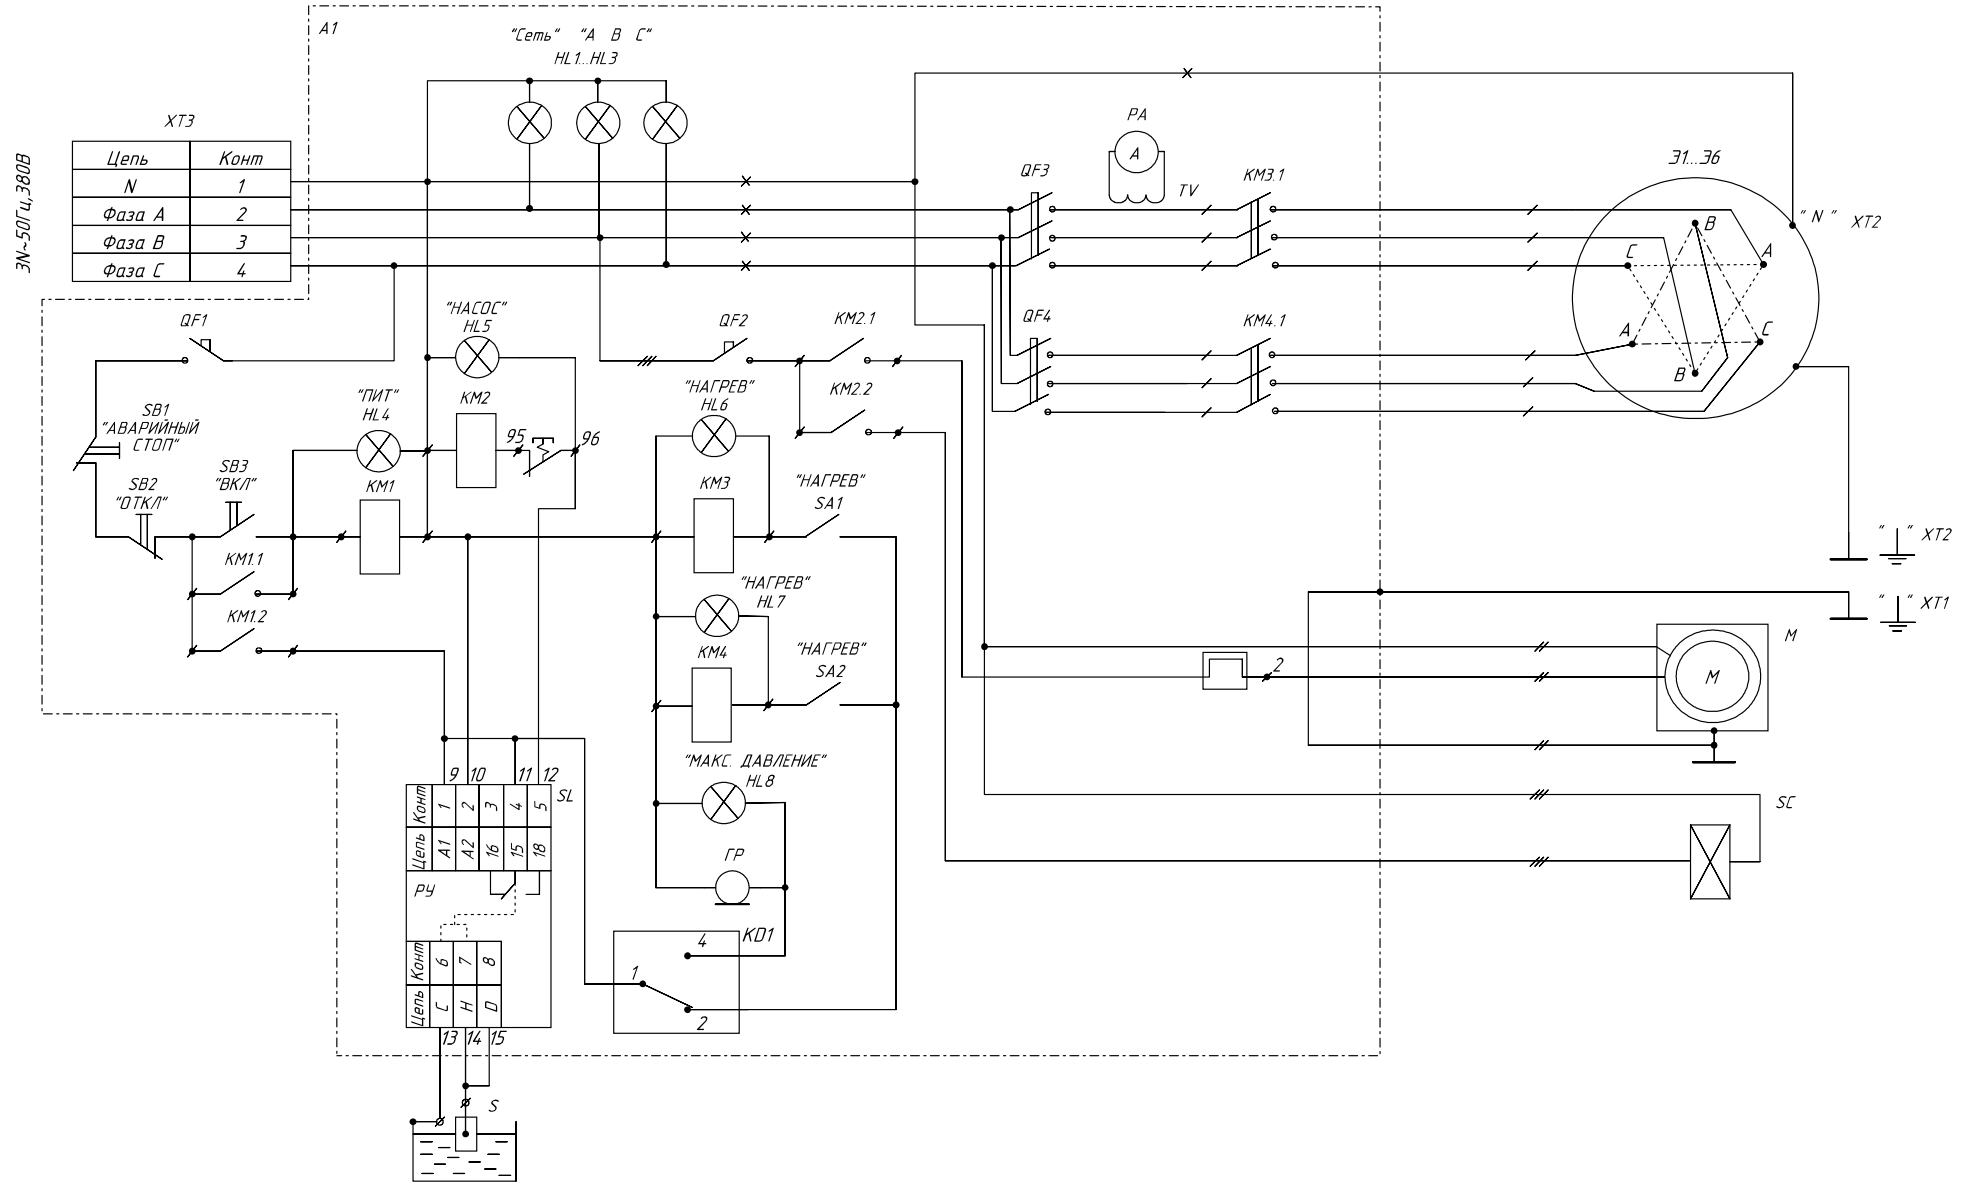 A1
"Сеть" "A B C"
HL1...HL3
3N~50Гц,380В
XT3
Цепь Конт
N 1
Фаза A 2
Фаза B 3
Фаза C 4
PA
A
TV
QF3
KM3.1
Э1...Э6
"N" XT2
B
C
A
A
C
B
QF1
"НАСОС"
HL5
QF2
KM2.1
QF4
KM4.1
"ПИТ"
HL4
KM2
95
96
"НАГРЕВ"
HL6
KM2.2
SB1
"АВАРИЙНЫЙ
СТОП"
SB2
"ОТКЛ"
SB3
"ВКЛ"
KM1
KM3
"НАГРЕВ"
SA1
KM1.1
KM1.2
"НАГРЕВ"
HL7
KM4
"НАГРЕВ"
SA2
" " XT2
" " XT1
2
M
M
"МАКС. ДАВЛЕНИЕ"
HL8
SC
9 10 11 12
SL
Конт 1 2 3 4 5
Цепь A1 A2 16 15 18
РУ
ГР
KD1
4
1
2
Конт 6 7 8
Цепь C H D
13 14 15
S